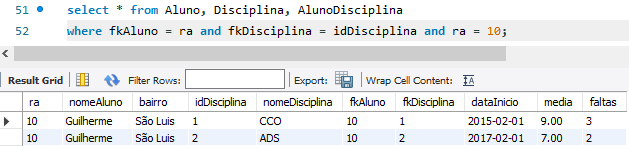 51 select * from Aluno, Disciplina, AlunoDisciplina
52 where fkAluno = ra and fkDisciplina = idDisciplina and ra = 10;
Result Grid Filter Rows: Export: Wrap Cell Content:
ra nomeAluno bairro idDisciplina nomeDisciplina fkAluno fkDisciplina dataInicio media faltas
10 Guilherme São Luis 1 CCO 10 1 2015-02-01 9.00 3
10 Guilherme São Luis 2 ADS 10 2 2017-02-01 7.00 2